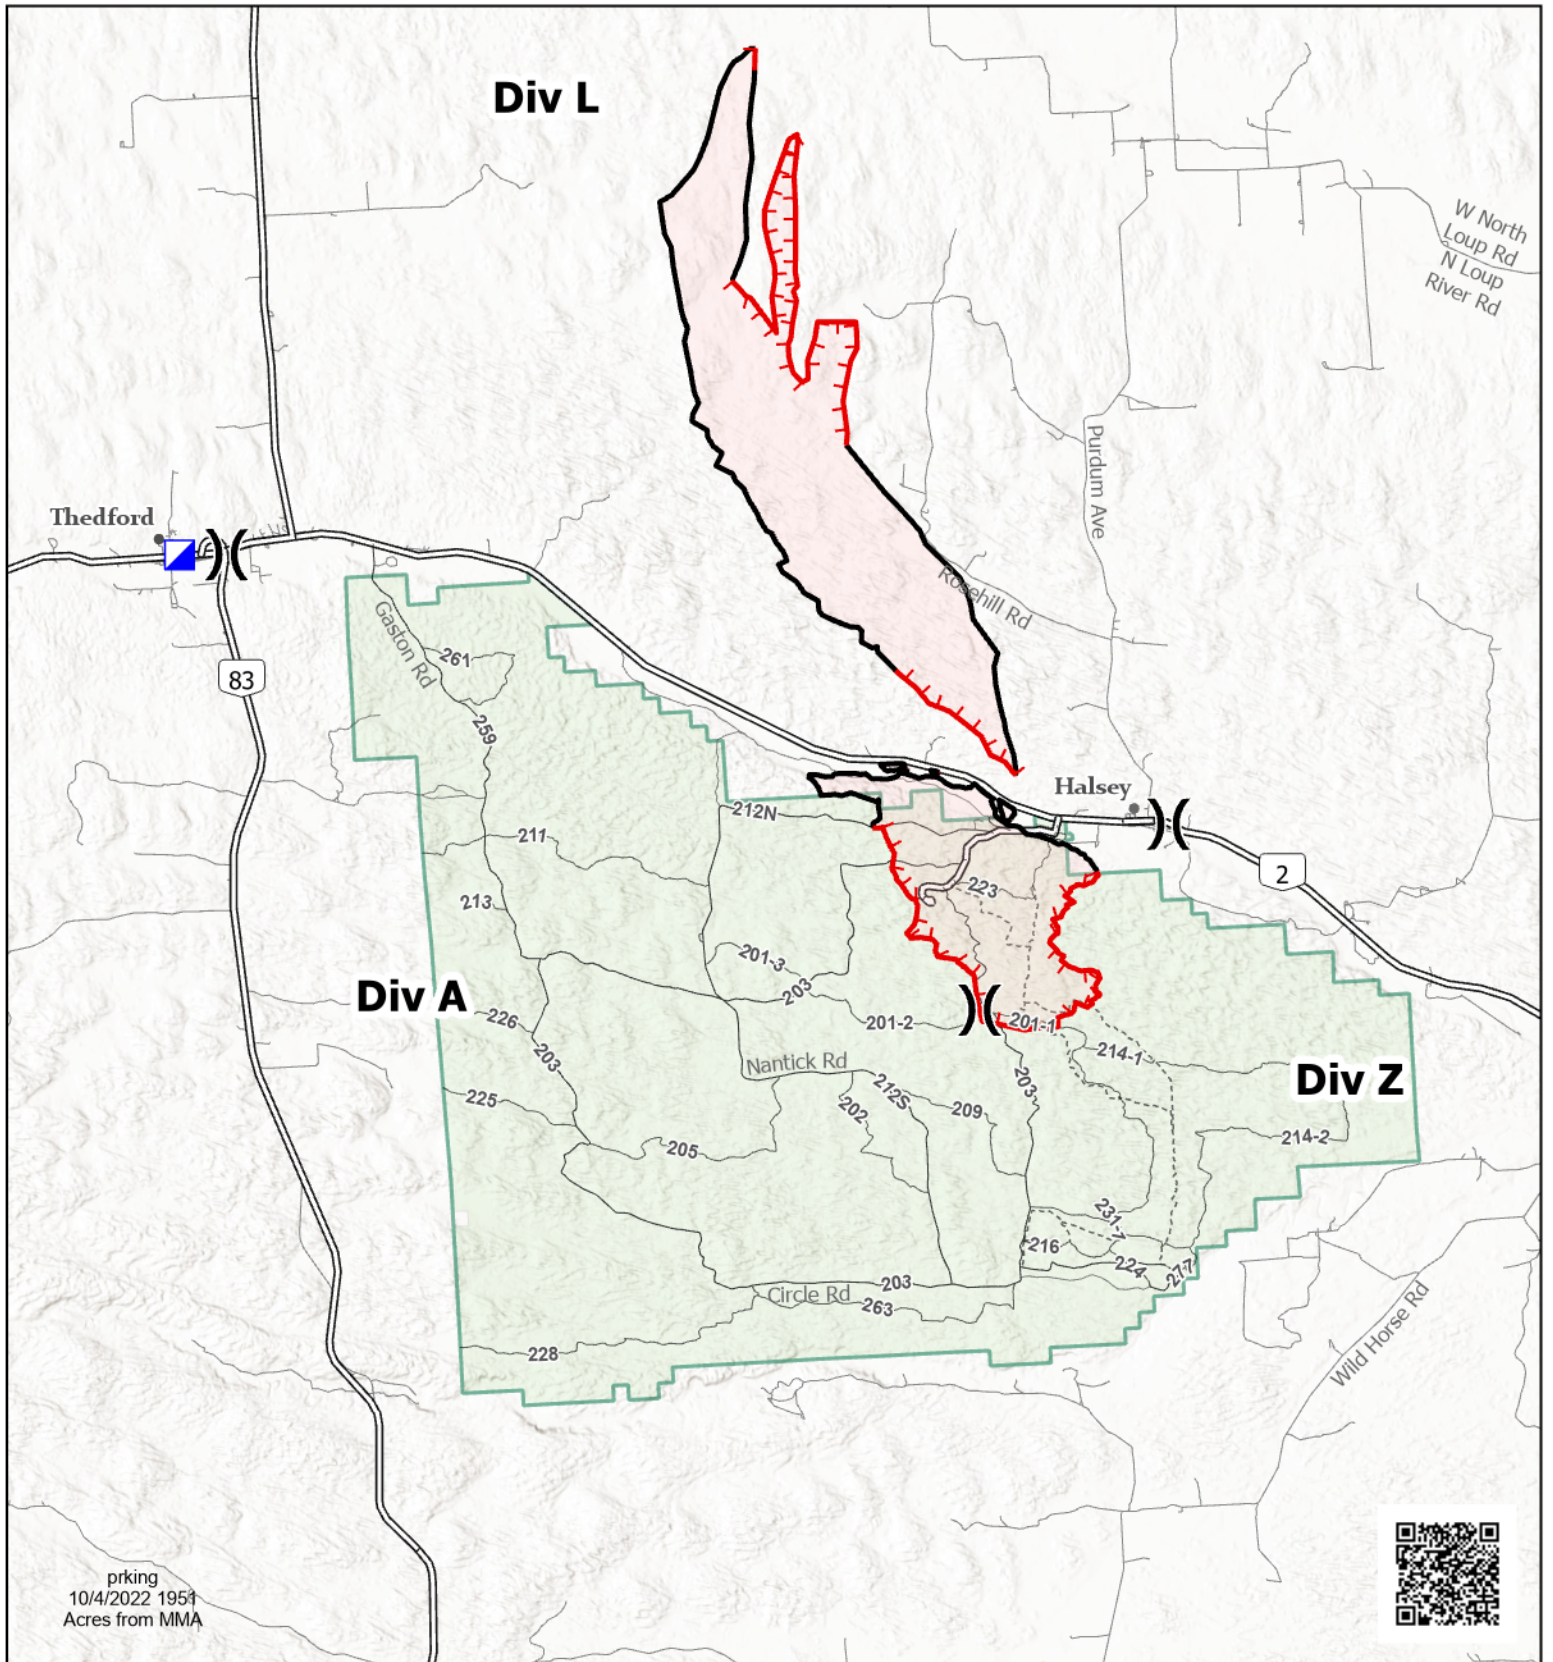 Div L
W North
Loup Rd
N Loop
River Rd
Purdum Ave
Thedford
Rosehill Rd
Gaston Rd
261
83
259
Halsey
212N
211
2
223
213
201-3
203
Div A
226
201-2
201-1
203
Nantick Rd
214-1
203
212S
Div Z
225
202
209
205
214-2
231-7
216
224
277
203
Circle Rd
263
228
Wild Horse Rd
prking
10/4/2022 1951
Acres from MMA